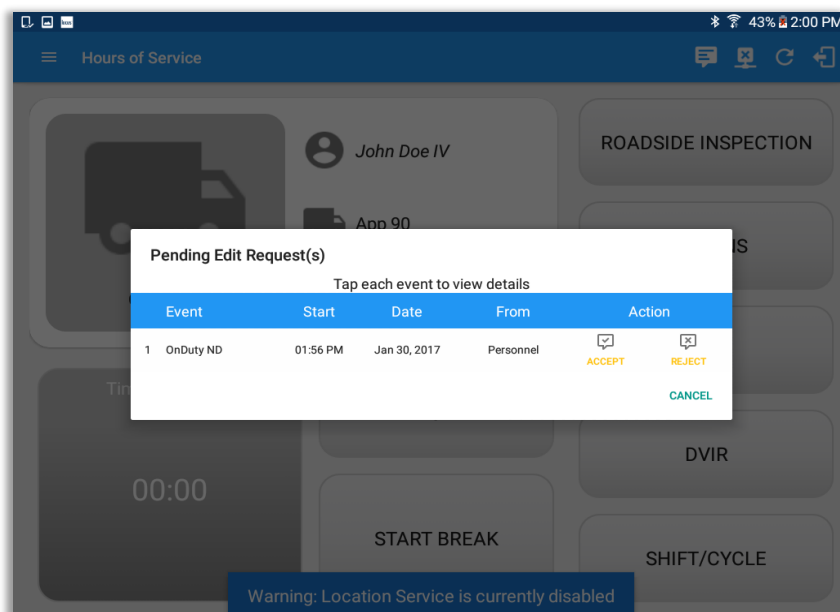 43% 2:00 PM
Hours of Service
John Doe IV
ROADSIDE INSPECTION
App 90
Pending Edit Request(s)
Tap each event to view details
Event Start Date From Action
1 OnDuty ND 01:56 PM Jan 30, 2017 Personnel
ACCEPT REJECT
CANCEL
DVIR
00:00
START BREAK
SHIFT/CYCLE
Warning: Location Service is currently disabled